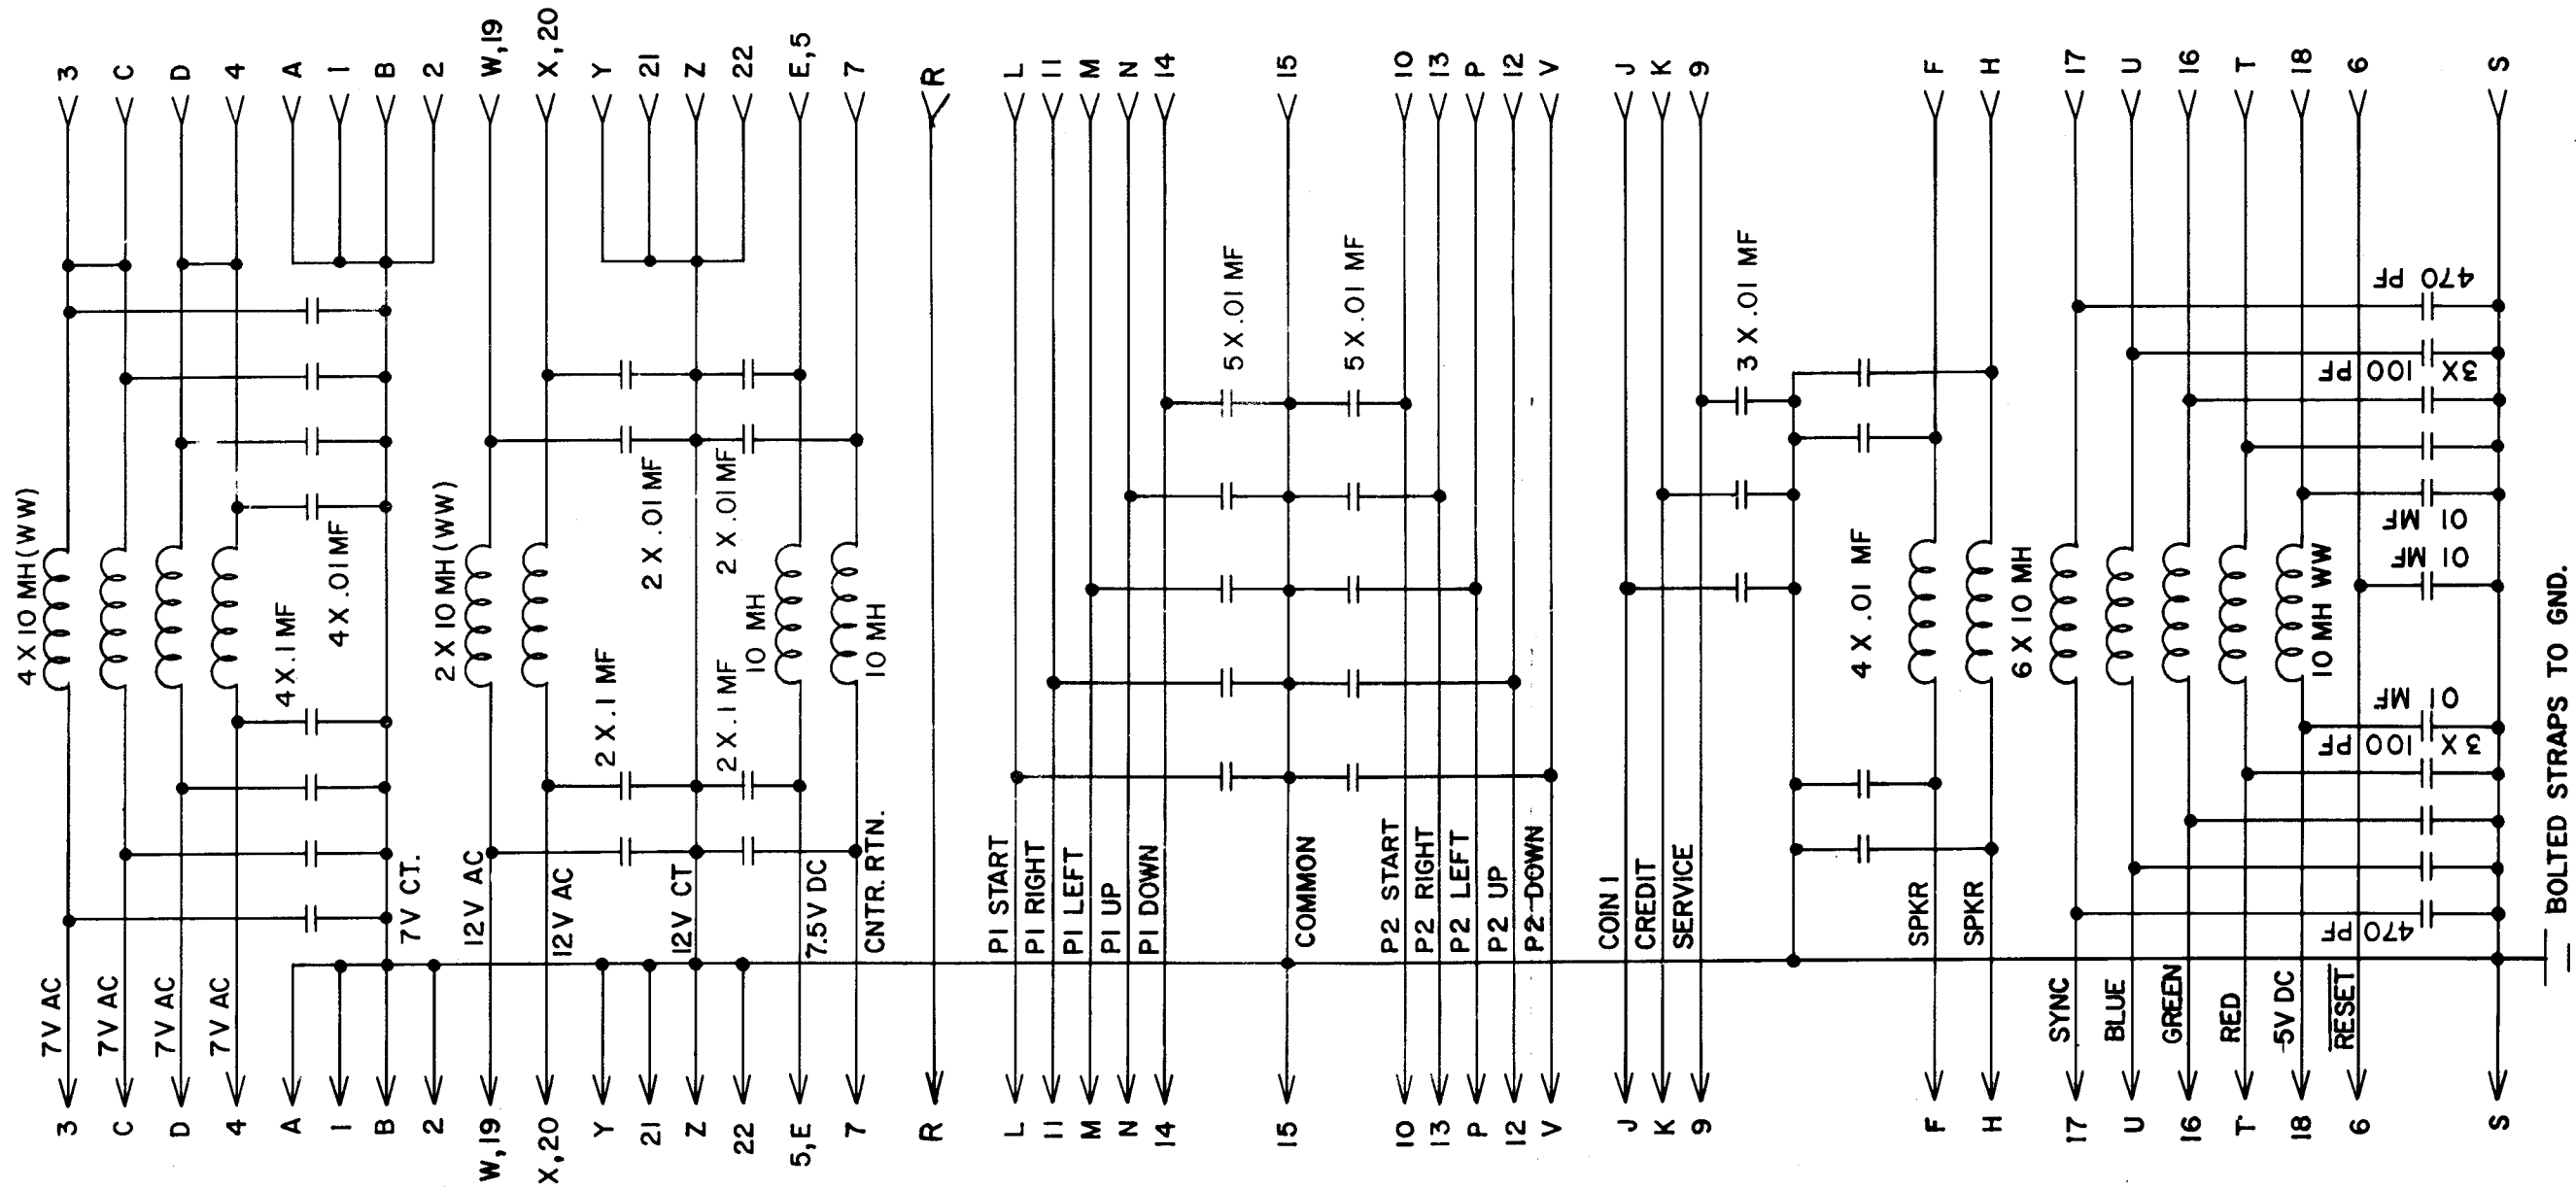 3
C
D
4
A
1
B
2
W,19
X,20
Y
21
Z
22
E,5
7
R
L
11
M
N
14
15
10
13
P
12
V
J
K
9
F
H
17
U
16
T
18
6
S
4 X 10 MH (WW)
4 X .01 MF
4 X .1 MF
2 X 10 MH (WW)
2 X .01 MF
2 X .01 MF
2 X .1 MF
2 X .1 MF
10 MH
10 MH
5 X .01 MF
5 X .01 MF
3 X .01 MF
4 X .01 MF
6 X 10 MH
10 MH WW
470 PF
3X 100 PF
01 MF
01 MF
01 MF
3X 100 PF
470 PF
7V AC
7V AC
7V AC
7V AC
7V CT.
12V AC
12V AC
12V CT
7.5V DC
CNTR. RTN.
P1 START
P1 RIGHT
P1 LEFT
P1 UP
P1 DOWN
COMMON
P2 START
P2 RIGHT
P2 LEFT
P2 UP
P2 DOWN
COIN 1
CREDIT
SERVICE
SPKR
SPKR
SYNC
BLUE
GREEN
RED
-5V DC
RESET
BOLTED STRAPS TO GND.
3
C
D
4
A
1
B
2
W,19
X,20
Y
21
Z
22
5,E
7
R
L
11
M
N
14
15
10
13
P
12
V
J
K
9
F
H
17
U
16
T
18
6
S